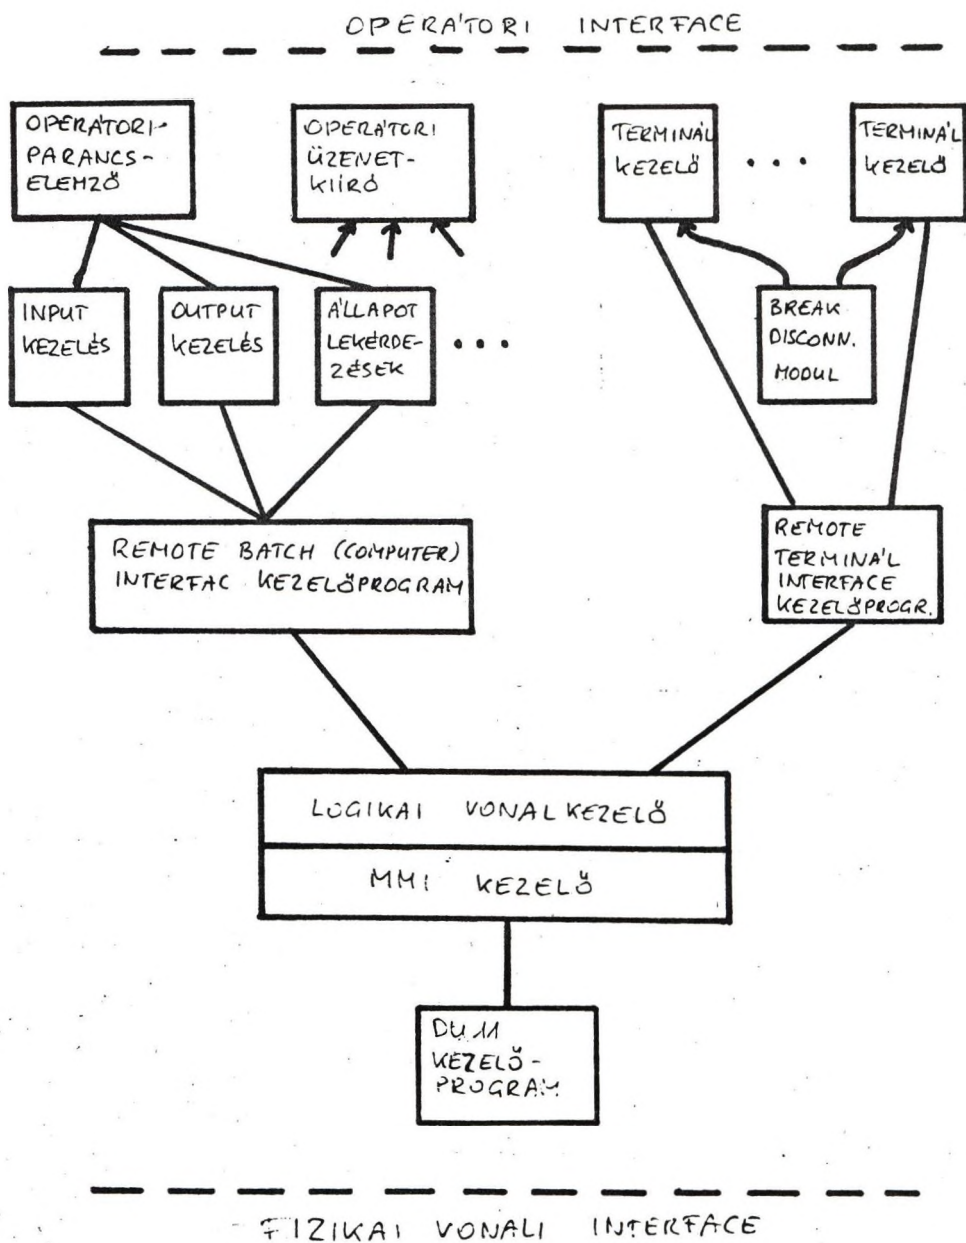 OPERÁTORI INTERFACE
OPERÁTORI-
PARANCS-
ELEMZŐ
OPERÁTORI
ÜZENET-
KIÍRÓ
TERMINÁL
KEZELŐ
...
TERMINÁL
KEZELŐ
INPUT
KEZELÉS
OUTPUT
KEZELÉS
ÁLLAPOT
LEKÉRDE-
ZÉSEK
...
BREAK
DISCONN.
MODUL
REMOTE BATCH (COMPUTER)
INTERFAC KEZELŐPROGRAM
REMOTE
TERMINÁL
INTERFACE
KEZELŐPROGR.
LOGIKAI VONALKEZELŐ
MMI KEZELŐ
DU 11
KEZELŐ-
PROGRAM
FIZIKAI VONALI INTERFACE